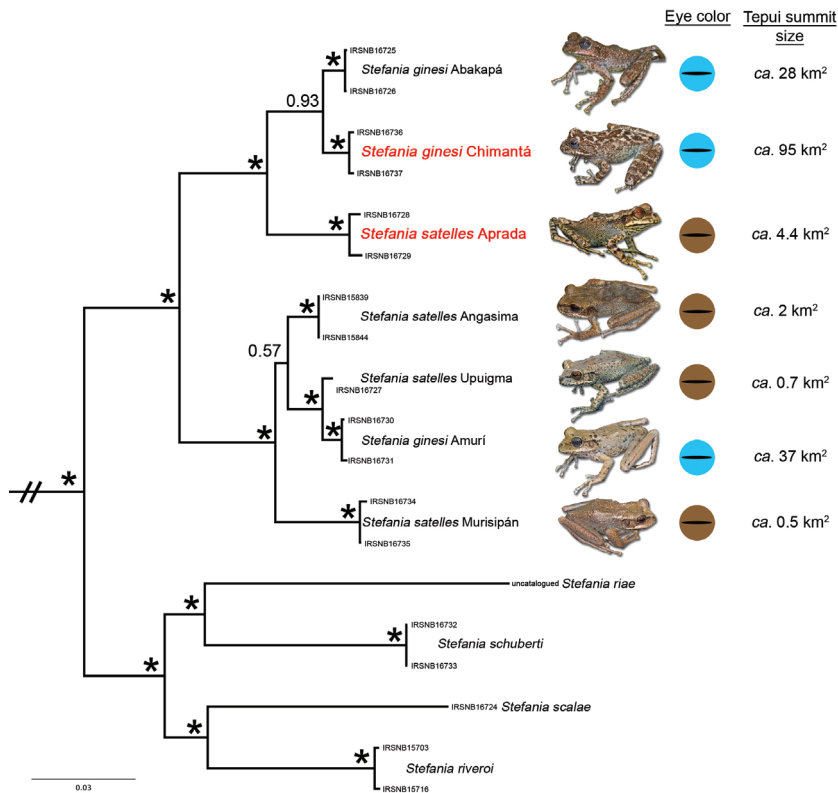 Eye color
Tepui summit
size
IRSNB16725
*
Stefania ginesi Abakapá
ca. 28 km²
IRSNB16726
0.93
IRSNB16736
*
Stefania ginesi Chimantá
ca. 95 km²
IRSNB16737
*
IRSNB16728
*
Stefania satelles Aprada
ca. 4.4 km²
IRSNB16729
*
IRSNB15839
*
Stefania satelles Angasima
ca. 2 km²
IRSNB15844
0.57
Stefania satelles Upuigma
IRSNB16727
ca. 0.7 km²
*
IRSNB16730
*
Stefania ginesi Amurí
ca. 37 km²
IRSNB16731
*
*
IRSNB16734
*
Stefania satelles Murisipán
ca. 0.5 km²
IRSNB16735
uncatalogued Stefania riae
*
IRSNB16732
*
Stefania schuberti
IRSNB16733
*
IRSNB16724 Stefania scalae
*
IRSNB15703
*
Stefania riveroi
IRSNB15716
0.03